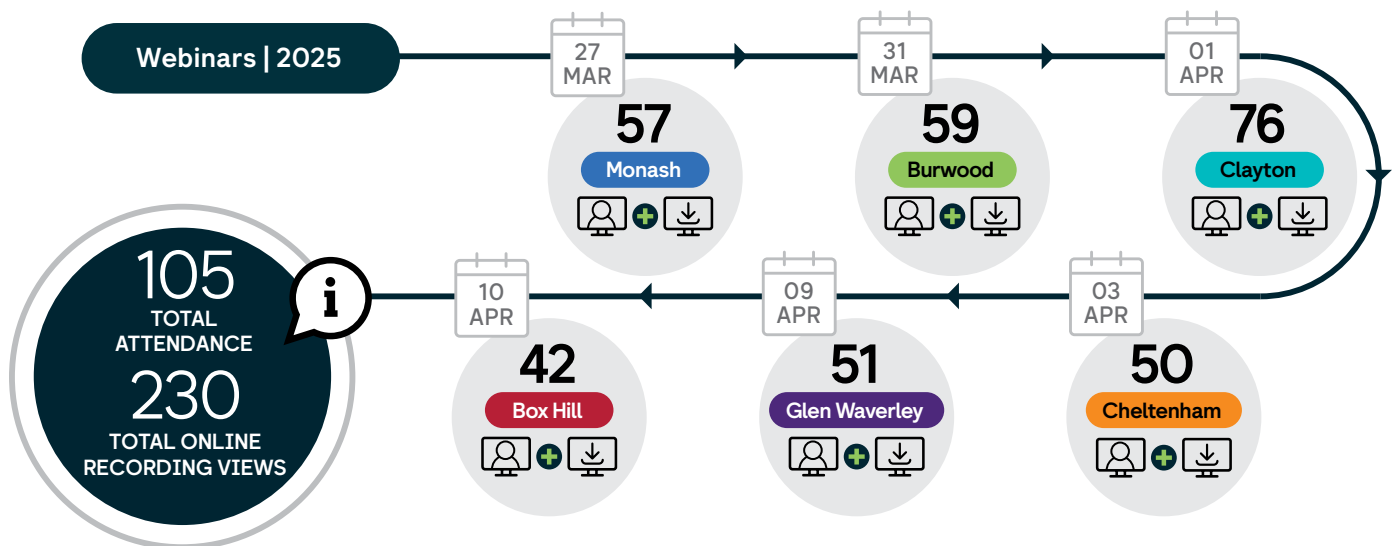 Webinars | 2025
27
MAR
57
Monash
31
MAR
59
Burwood
01
APR
76
Clayton
03
APR
50
Cheltenham
09
APR
51
Glen Waverley
10
APR
42
Box Hill
i
105
TOTAL
ATTENDANCE
230
TOTAL ONLINE
RECORDING VIEWS